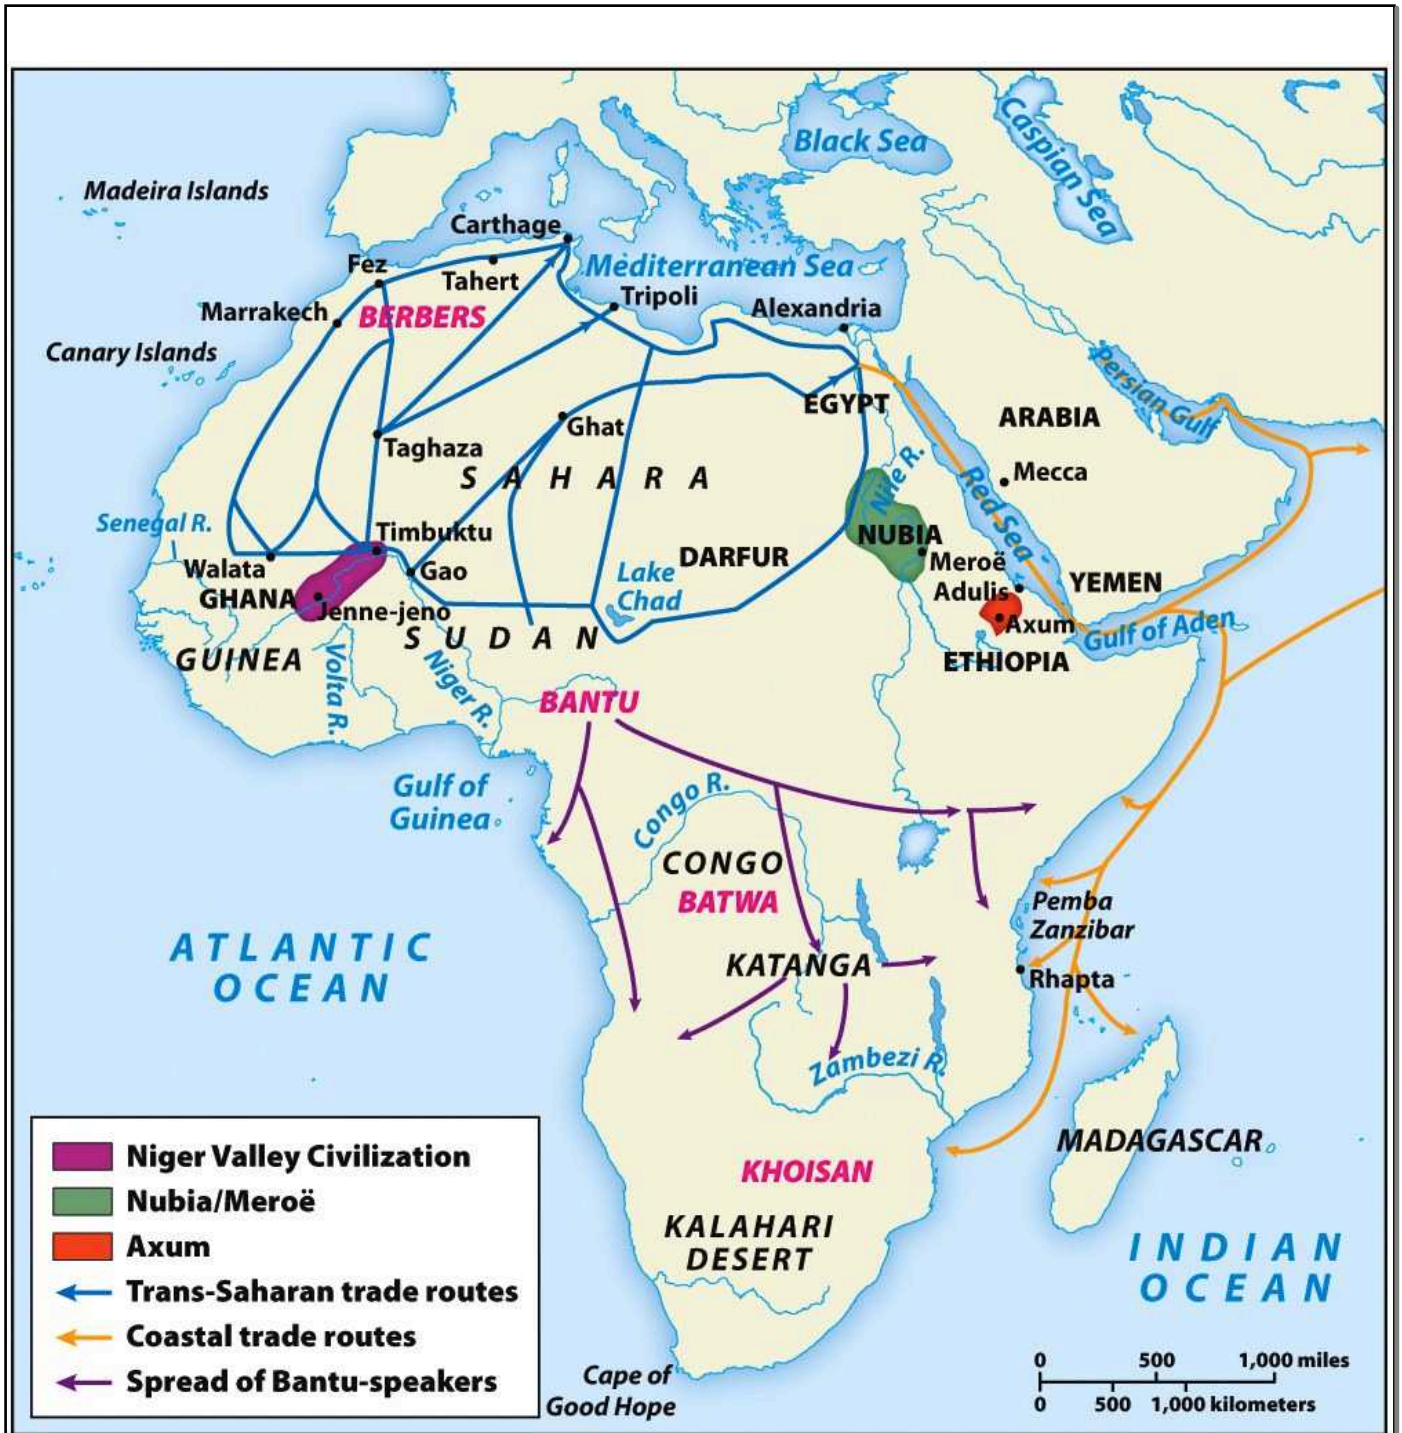 Black Sea
Caspian Sea
Madeira Islands
Carthage
Fez
Tahert
Mediterranean Sea
Tripoli
Alexandria
Marrakech
BERBERS
Canary Islands
Persian Gulf
EGYPT
ARABIA
Ghat
Taghaza
SAHARA
Nile R.
Mecca
Red Sea
Senegal R.
Timbuktu
NUBIA
Walata
Gao
DARFUR
Meroë
Lake
Chad
Adulis
YEMEN
GHANA
Jenne-jeno
Axum
Gulf of Aden
SUDAN
GUINEA
ETHIOPIA
Volta R.
Niger R.
BANTU
Gulf of
Guinea
Congo R.
CONGO
BATWA
Pemba
Zanzibar
ATLANTIC
OCEAN
KATANGA
Rhapta
Zambezi R.
MADAGASCAR
KHOISAN
KALAHARI
DESERT
INDIAN
OCEAN
Niger Valley Civilization
Nubia/Meroë
Axum
Trans-Saharan trade routes
Coastal trade routes
Spread of Bantu-speakers
Cape of
Good Hope
0 500 1,000 miles
0 500 1,000 kilometers